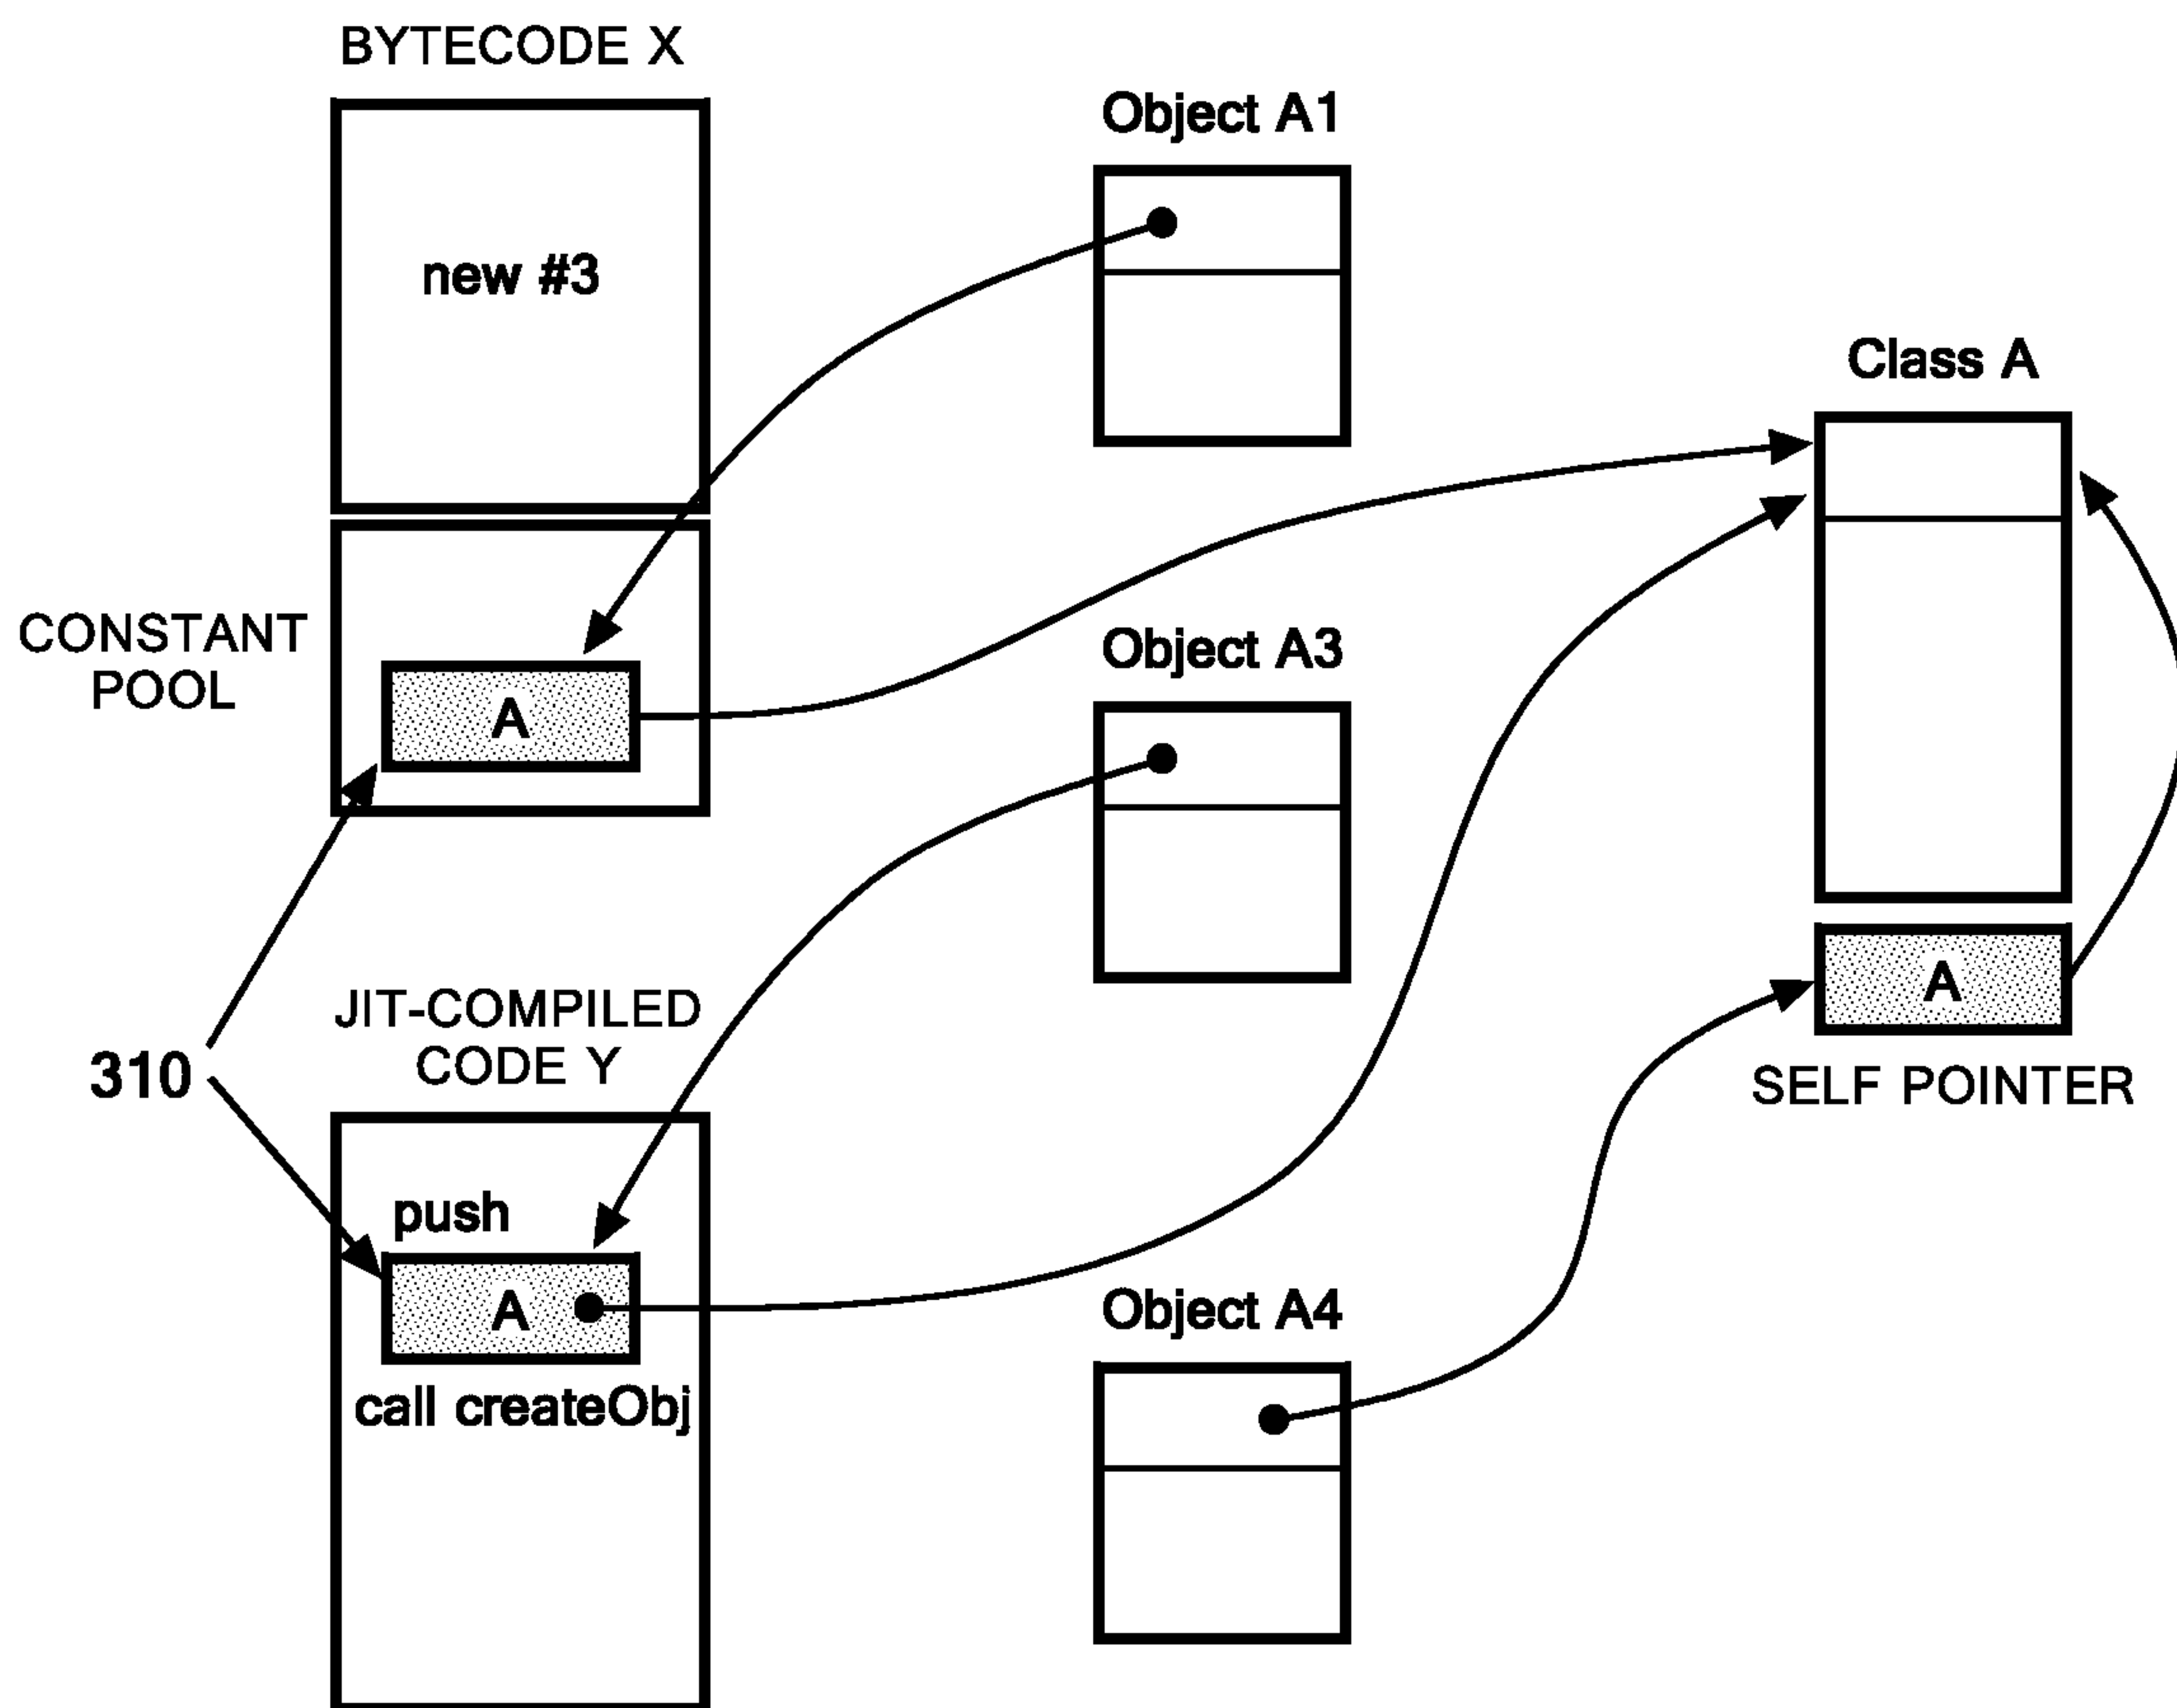 BYTECODE X
new #3
CONSTANT
POOL
A
310
JIT-COMPILED
CODE Y
push
A
call createObj
Object A1
Object A3
Object A4
Class A
A
SELF POINTER